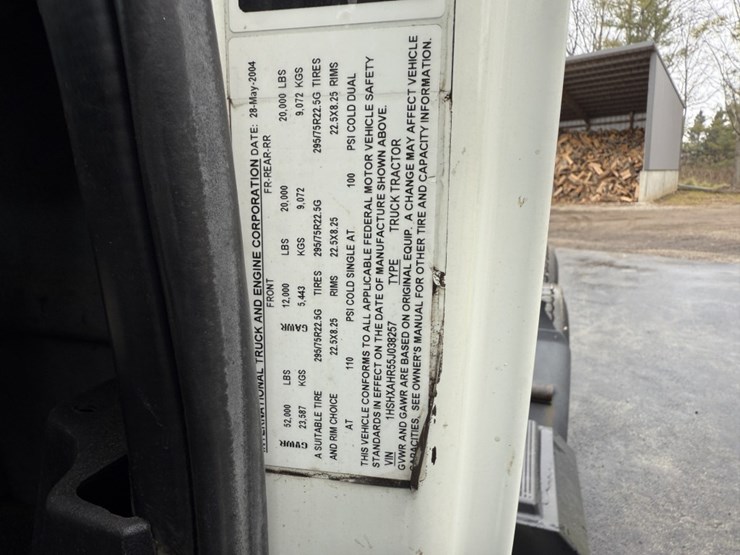 INTERNATIONAL TRUCK AND ENGINE CORPORATION DATE: 28-May-2004
FRONT FR-REAR-RR
GVWR 52,000 LBS GAWR 12,000 LBS 20,000 20,000 LBS
23,587 KGS 5,443 KGS 9,072 9,072 KGS
A SUITABLE TIRE 295/75R22.5G TIRES 295/75R22.5G 295/75R22.5G TIRES
AND RIM CHOICE 22.5X8.25 RIMS 22.5X8.25 22.5X8.25 RIMS
AT 110 PSI COLD SINGLE AT 100 PSI COLD DUAL
THIS VEHICLE CONFORMS TO ALL APPLICABLE FEDERAL MOTOR VEHICLE SAFETY
STANDARDS IN EFFECT ON THE DATE OF MANUFACTURE SHOWN ABOVE.
VIN 1HSHXAHR55J038257 TYPE TRUCK TRACTOR
GVWR AND GAWR ARE BASED ON ORIGINAL EQUIP. A CHANGE MAY AFFECT VEHICLE
CAPACITIES, SEE OWNER'S MANUAL FOR OTHER TIRE AND CAPACITY INFORMATION.